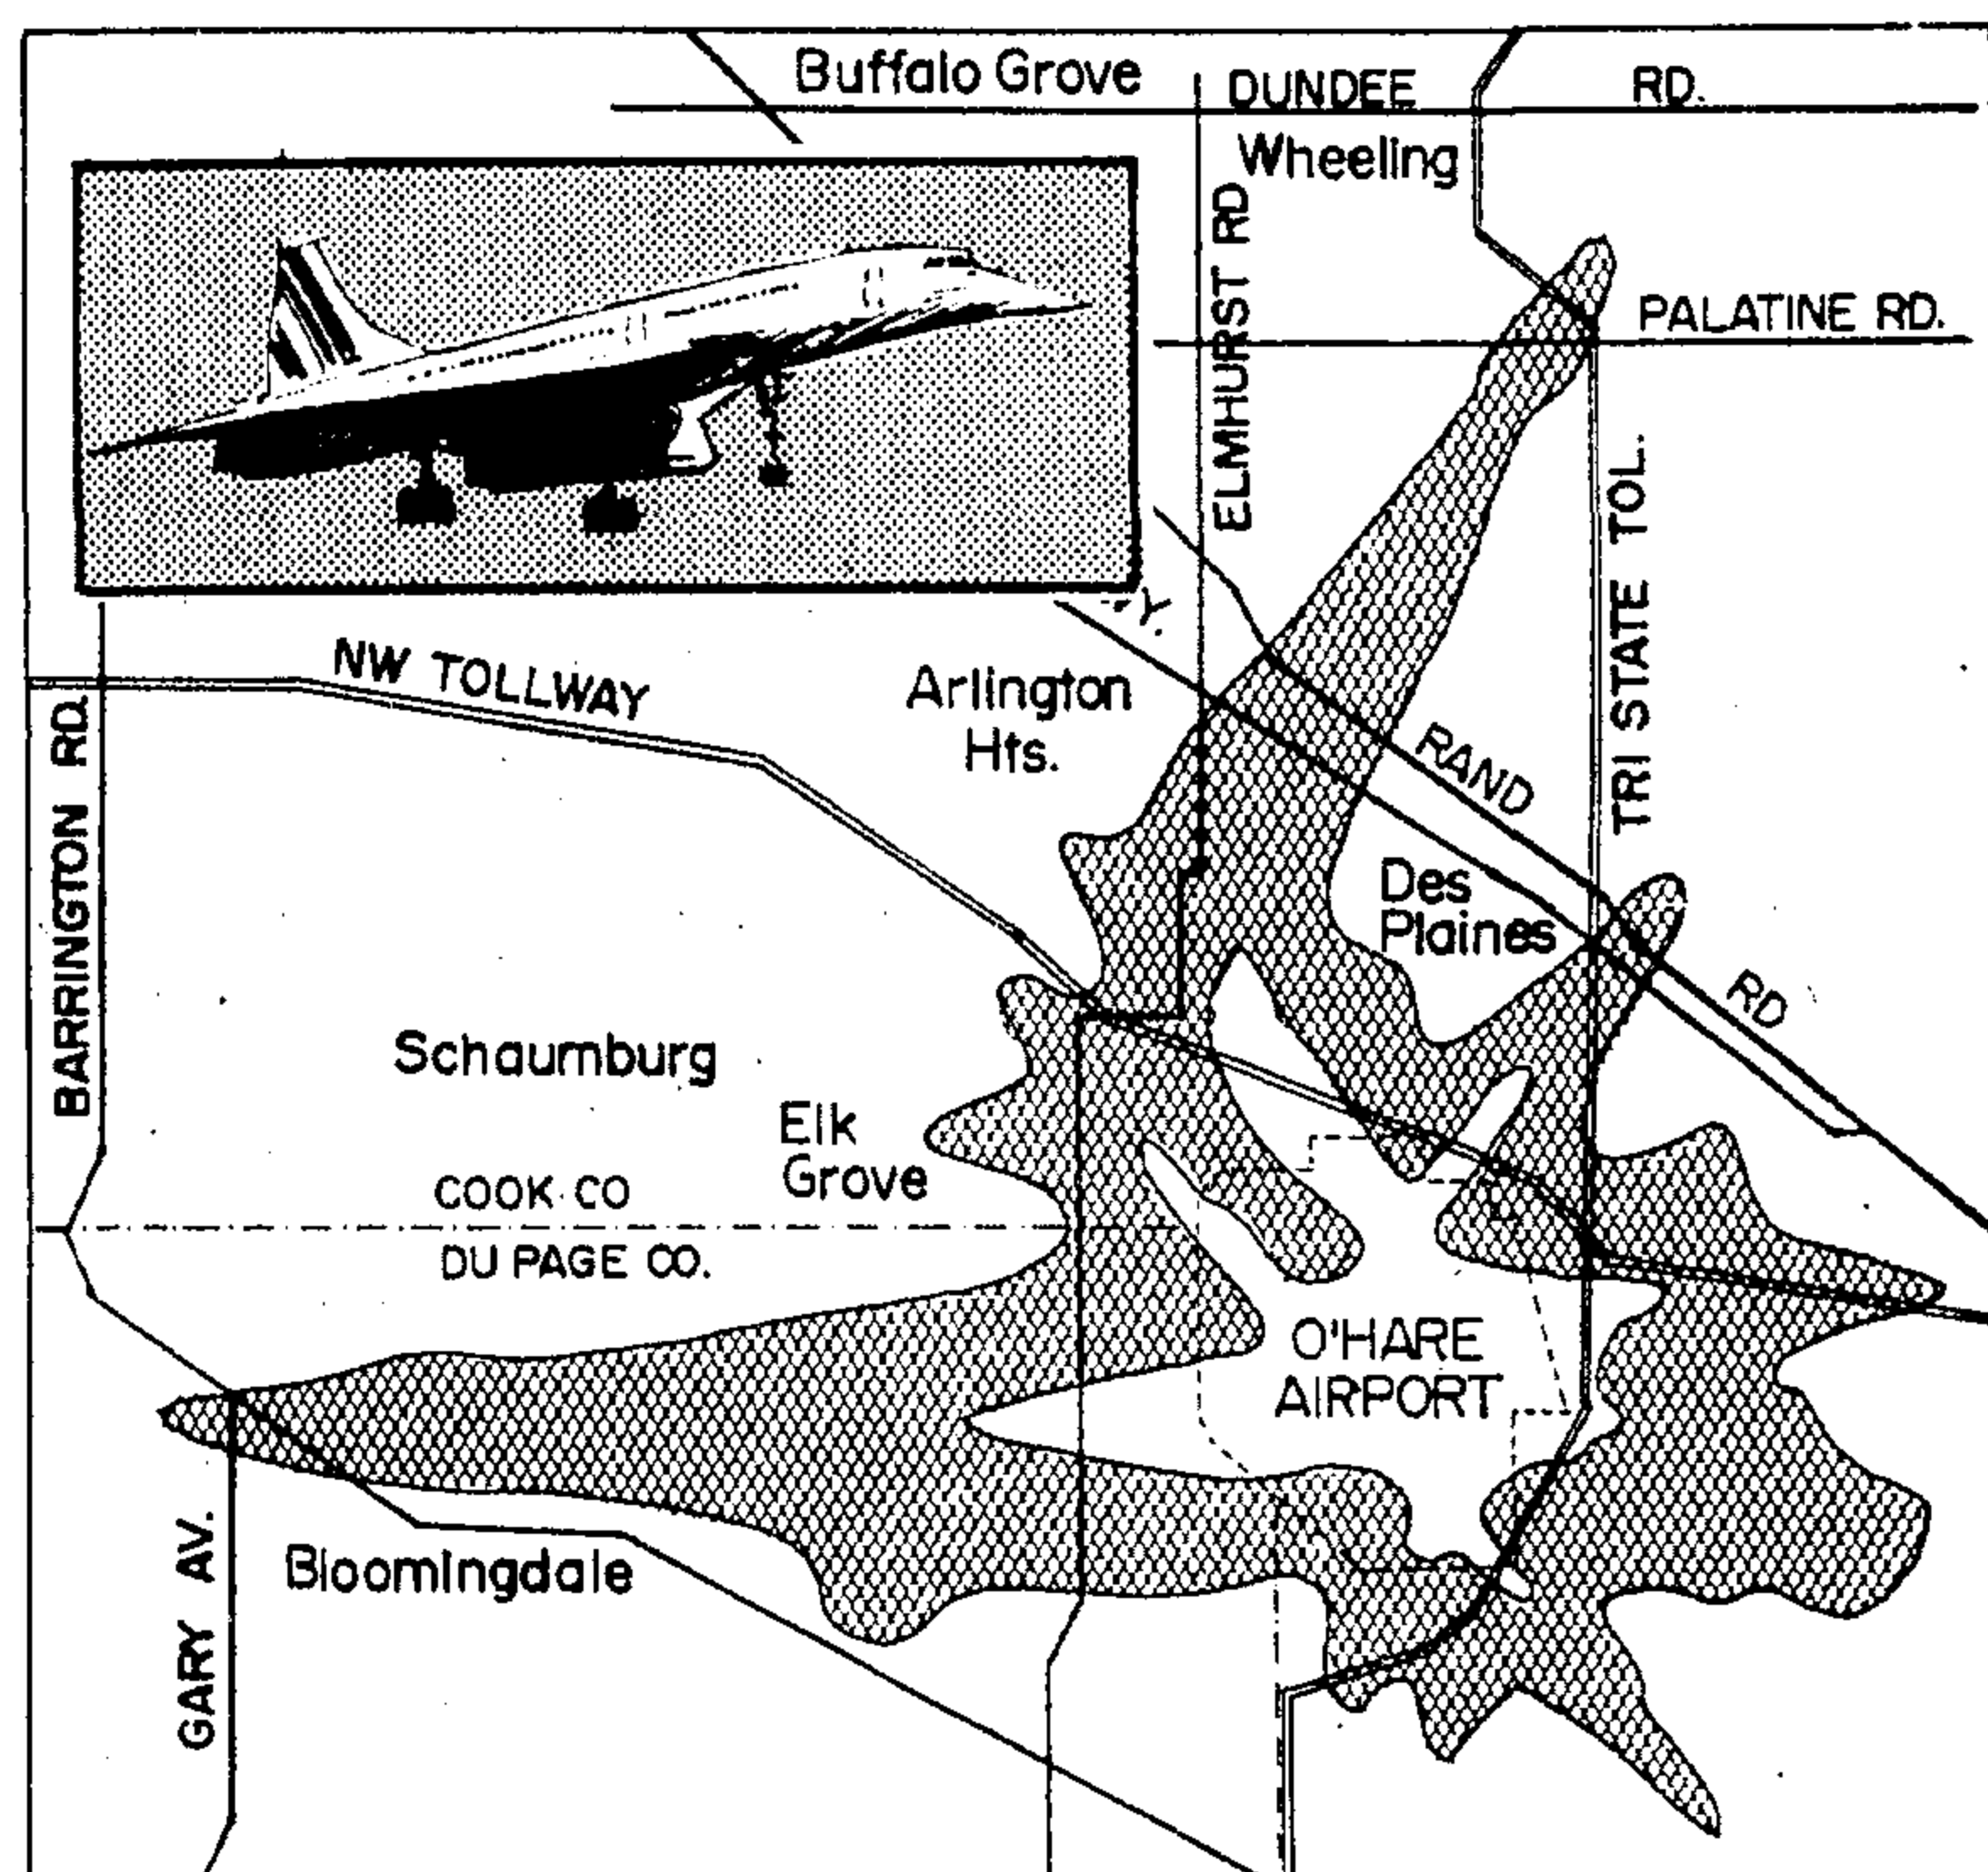 Buffalo Grove
DUNDEE RD.
Wheeling
ELMHURST RD
PALATINE RD.
TRI STATE TOL.
NW TOLLWAY
Arlington
Hts.
RAND RD
BARRINGTON RD.
Des
Plaines
Schaumburg
Elk
Grove
COOK CO
DU PAGE CO.
O'HARE
AIRPORT
GARY AV.
Bloomingdale